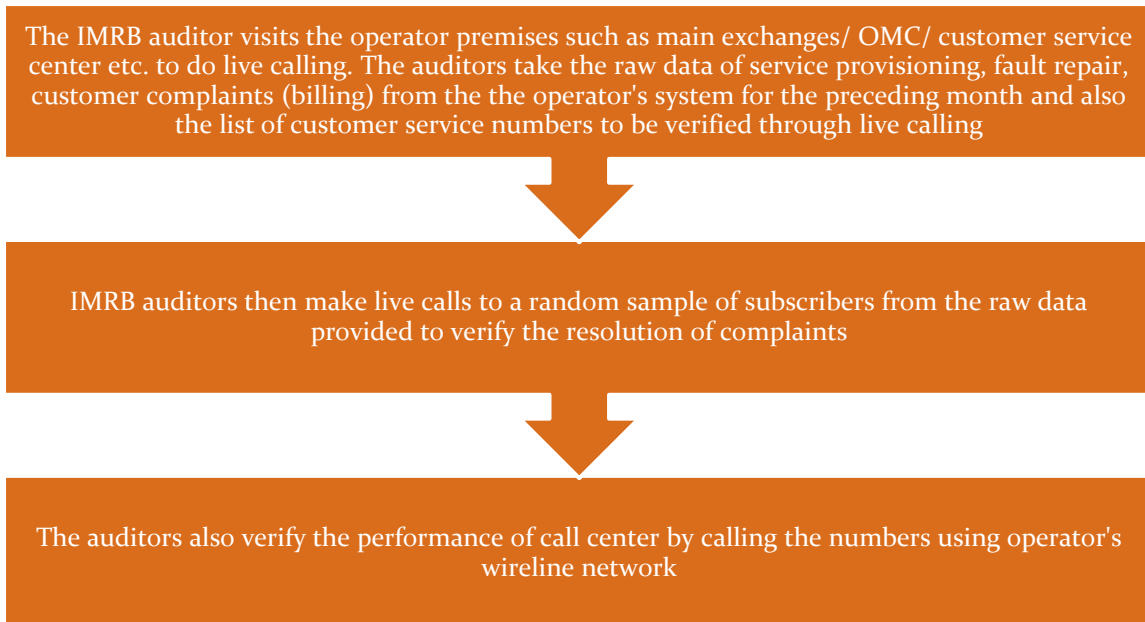 The IMRB auditor visits the operator premises such as main exchanges/ OMC/ customer service
center etc. to do live calling. The auditors take the raw data of service provisioning, fault repair,
customer complaints (billing) from the the operator's system for the preceding month and also
the list of customer service numbers to be verified through live calling
IMRB auditors then make live calls to a random sample of subscribers from the raw data
provided to verify the resolution of complaints
The auditors also verify the performance of call center by calling the numbers using operator's
wireline network